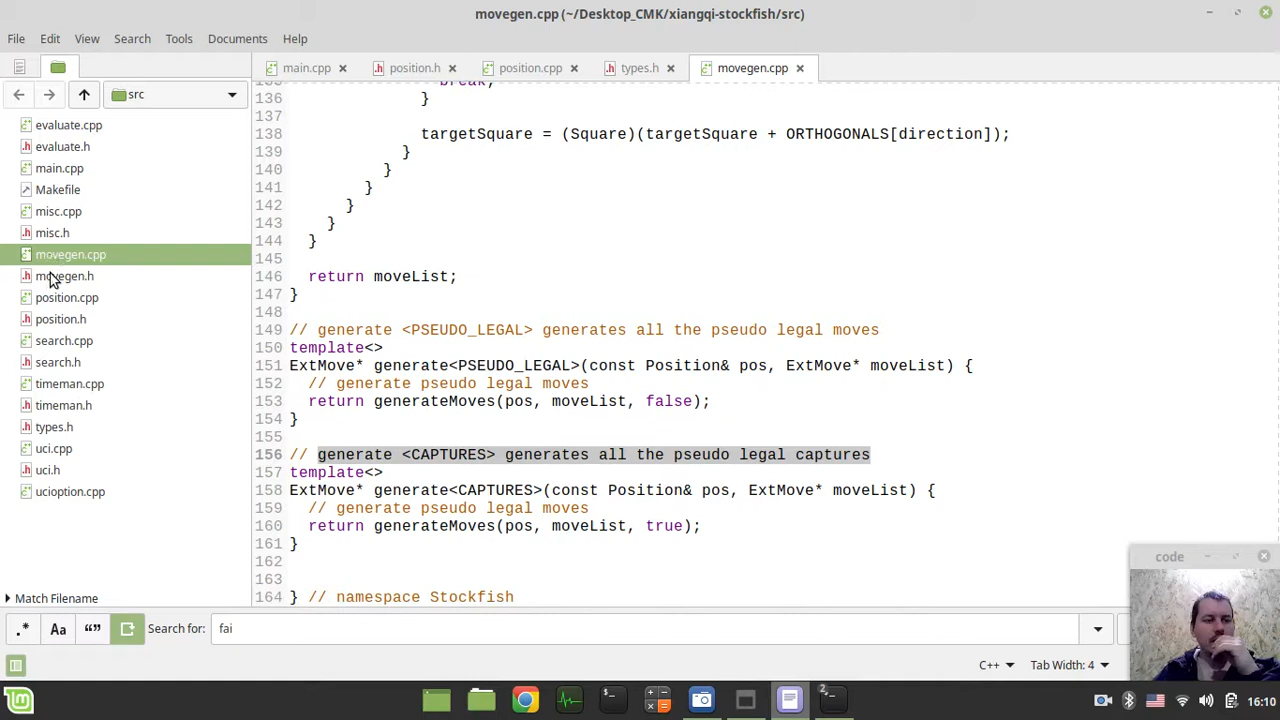 movegen.cpp (~/Desktop_CMK/xiangqi-stockfish/src)
File Edit View Search Tools Documents Help
main.cpp position.h position.cpp types.h movegen.cpp
src
evaluate.cpp
evaluate.h
main.cpp
Makefile
misc.cpp
misc.h
movegen.cpp
movegen.h
position.cpp
position.h
search.cpp
search.h
timeman.cpp
timeman.h
types.h
uci.cpp
uci.h
ucioption.cpp
Match Filename
135 break;
136 }
137
138 targetSquare = (Square)(targetSquare + ORTHOGONALS[direction]);
139 }
140 }
141 }
142 }
143 }
144 }
145
146 return moveList;
147 }
148
149 // generate <PSEUDO_LEGAL> generates all the pseudo legal moves
150 template<>
151 ExtMove* generate<PSEUDO_LEGAL>(const Position& pos, ExtMove* moveList) {
152 // generate pseudo legal moves
153 return generateMoves(pos, moveList, false);
154 }
155
156 // generate <CAPTURES> generates all the pseudo legal captures
157 template<>
158 ExtMove* generate<CAPTURES>(const Position& pos, ExtMove* moveList) {
159 // generate pseudo legal moves
160 return generateMoves(pos, moveList, true);
161 }
162
163
164 } // namespace Stockfish
code
.* Aa “” Search for: fai
C++ Tab Width: 4
2 16:10